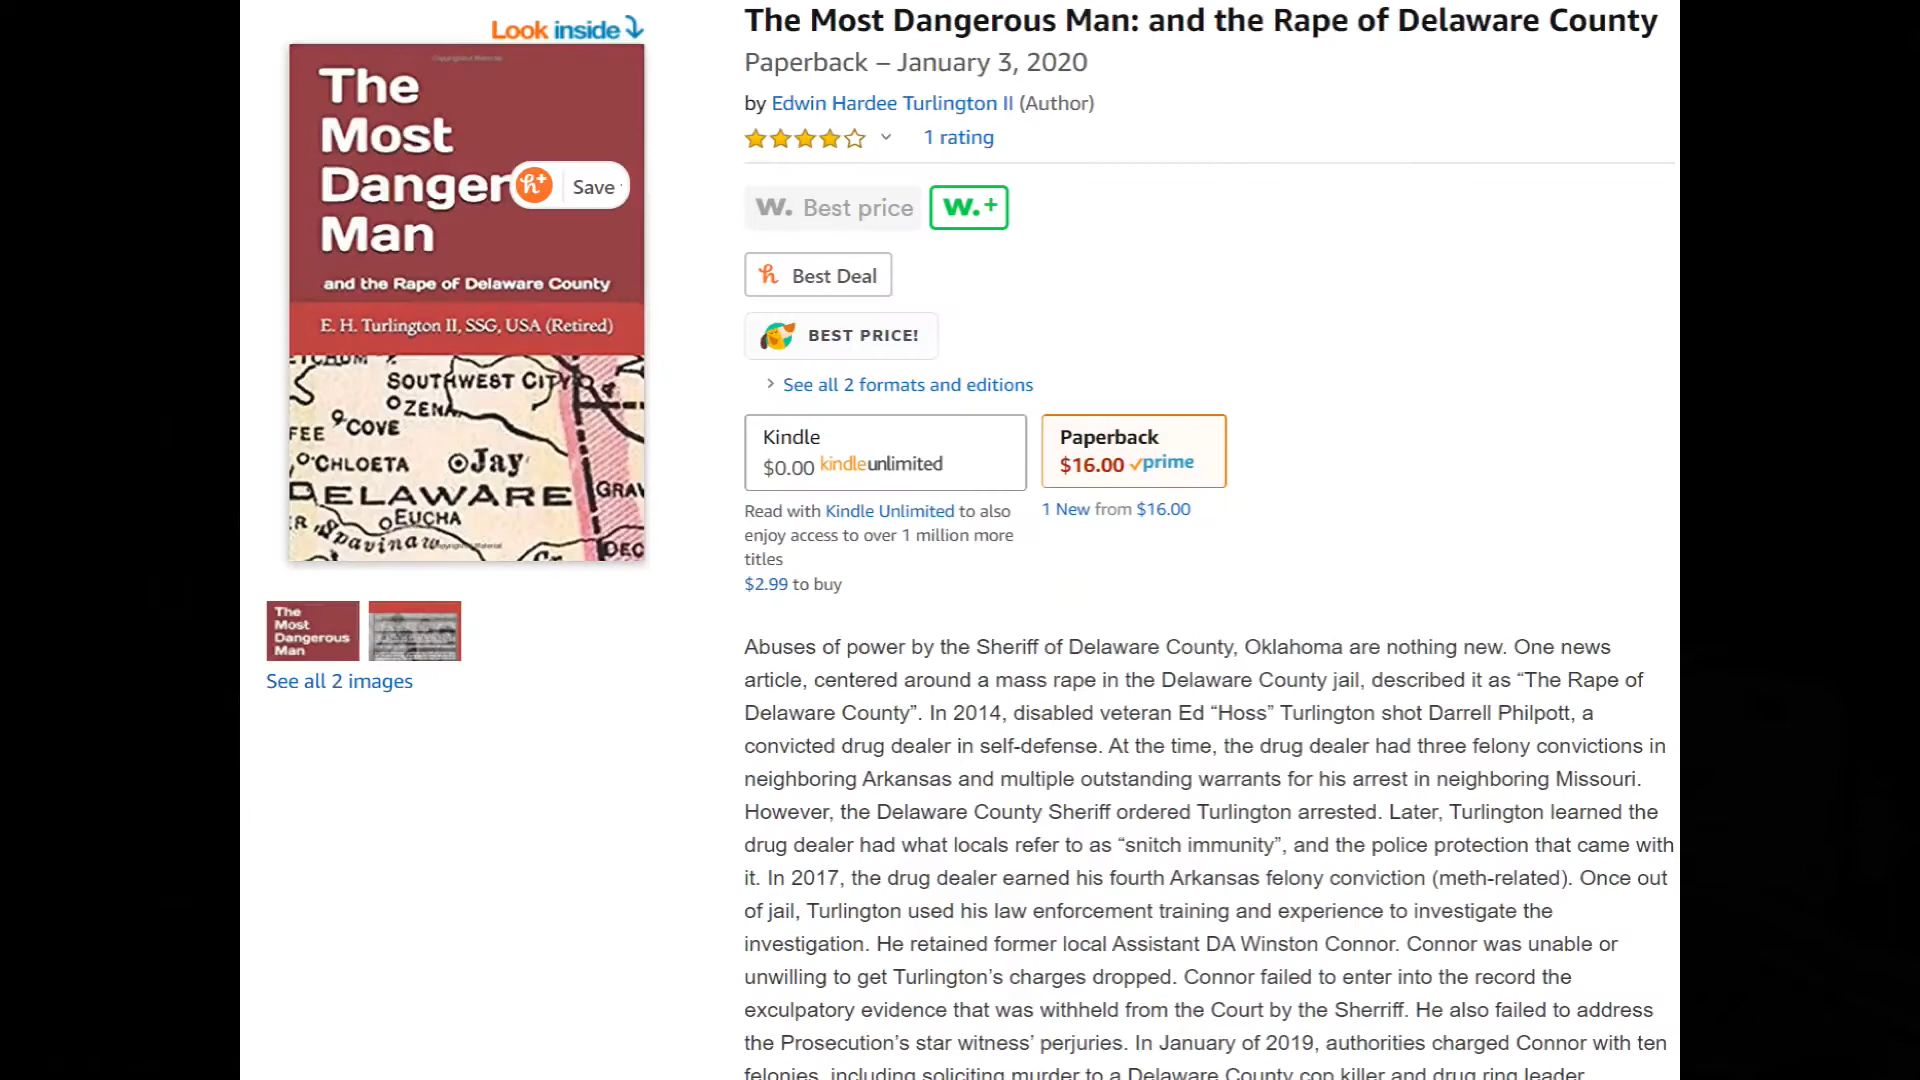 Look inside
The
Most
Danger
Man
and the Rape of Delaware County
E. H. Turlington II, SSG, USA (Retired)
SOUTHWEST CITY
ZENA
FEE COVE
CHLOETA Jay
DELAWARE GRAV
R EUCHA
Spavinaw
Cr. DEC
Save
The
Most
Dangerous
Man
See all 2 images
The Most Dangerous Man: and the Rape of Delaware County
Paperback – January 3, 2020
by Edwin Hardee Turlington II (Author)
1 rating
w. Best price w.+
h Best Deal
BEST PRICE!
See all 2 formats and editions
Kindle
$0.00 kindleunlimited
Read with Kindle Unlimited to also
enjoy access to over 1 million more
titles
$2.99 to buy
Paperback
$16.00 prime
1 New from $16.00
Abuses of power by the Sheriff of Delaware County, Oklahoma are nothing new. One news
article, centered around a mass rape in the Delaware County jail, described it as “The Rape of
Delaware County”. In 2014, disabled veteran Ed “Hoss” Turlington shot Darrell Philpott, a
convicted drug dealer in self-defense. At the time, the drug dealer had three felony convictions in
neighboring Arkansas and multiple outstanding warrants for his arrest in neighboring Missouri.
However, the Delaware County Sheriff ordered Turlington arrested. Later, Turlington learned the
drug dealer had what locals refer to as “snitch immunity”, and the police protection that came with
it. In 2017, the drug dealer earned his fourth Arkansas felony conviction (meth-related). Once out
of jail, Turlington used his law enforcement training and experience to investigate the
investigation. He retained former local Assistant DA Winston Connor. Connor was unable or
unwilling to get Turlington’s charges dropped. Connor failed to enter into the record the
exculpatory evidence that was withheld from the Court by the Sherriff. He also failed to address
the Prosecution’s star witness’ perjuries. In January of 2019, authorities charged Connor with ten
felonies, including soliciting murder to a Delaware County cop killer and drug ring leader